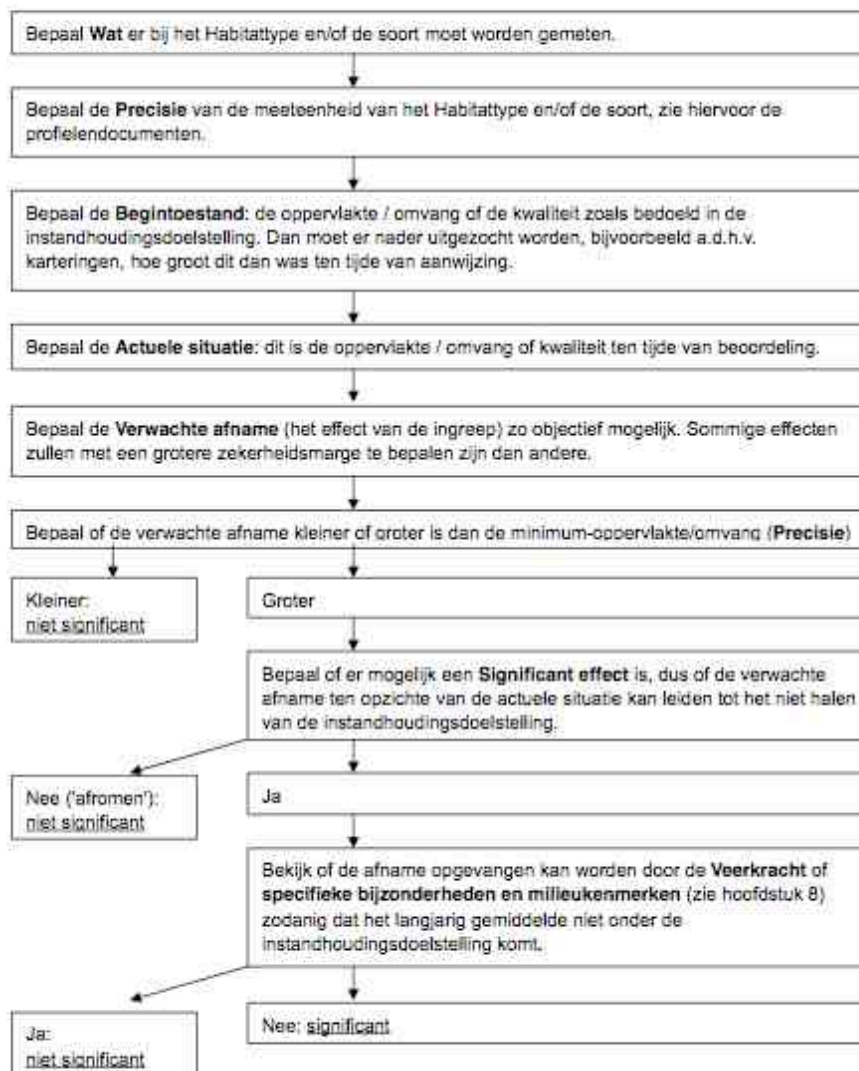 Bepaal Wat er bij het Habitattype en/of de soort moet worden gemeten.
Bepaal de Precisie van de meeteenheid van het Habitattype en/of de soort, zie hiervoor de
profielendocumenten.
Bepaal de Begintoestand: de oppervlakte / omvang of de kwaliteit zoals bedoeld in de
instandhoudingsdoelstelling. Dan moet er nader uitgezocht worden, bijvoorbeeld a.d.h.v.
karteringen, hoe groot dit dan was ten tijde van aanwijzing.
Bepaal de Actuele situatie: dit is de oppervlakte / omvang of kwaliteit ten tijde van beoordeling.
Bepaal de Verwachte afname (het effect van de ingreep) zo objectief mogelijk. Sommige effecten
zullen met een grotere zekerheidsmarge te bepalen zijn dan andere.
Bepaal of de verwachte afname kleiner of groter is dan de minimum-oppervlakte/omvang (Precisie)
Kleiner:
niet significant
Groter
Bepaal of er mogelijk een Significant effect is, dus of de verwachte
afname ten opzichte van de actuele situatie kan leiden tot het niet halen
van de instandhoudingsdoelstelling.
Nee ('afromen'):
niet significant
Ja
Bekijk of de afname opgevangen kan worden door de Veerkracht of
specifieke bijzonderheden en milieukenmerken (zie hoofdstuk 8)
zodanig dat het langjarig gemiddelde niet onder de
instandhoudingsdoelstelling komt.
Ja:
niet significant
Nee: significant